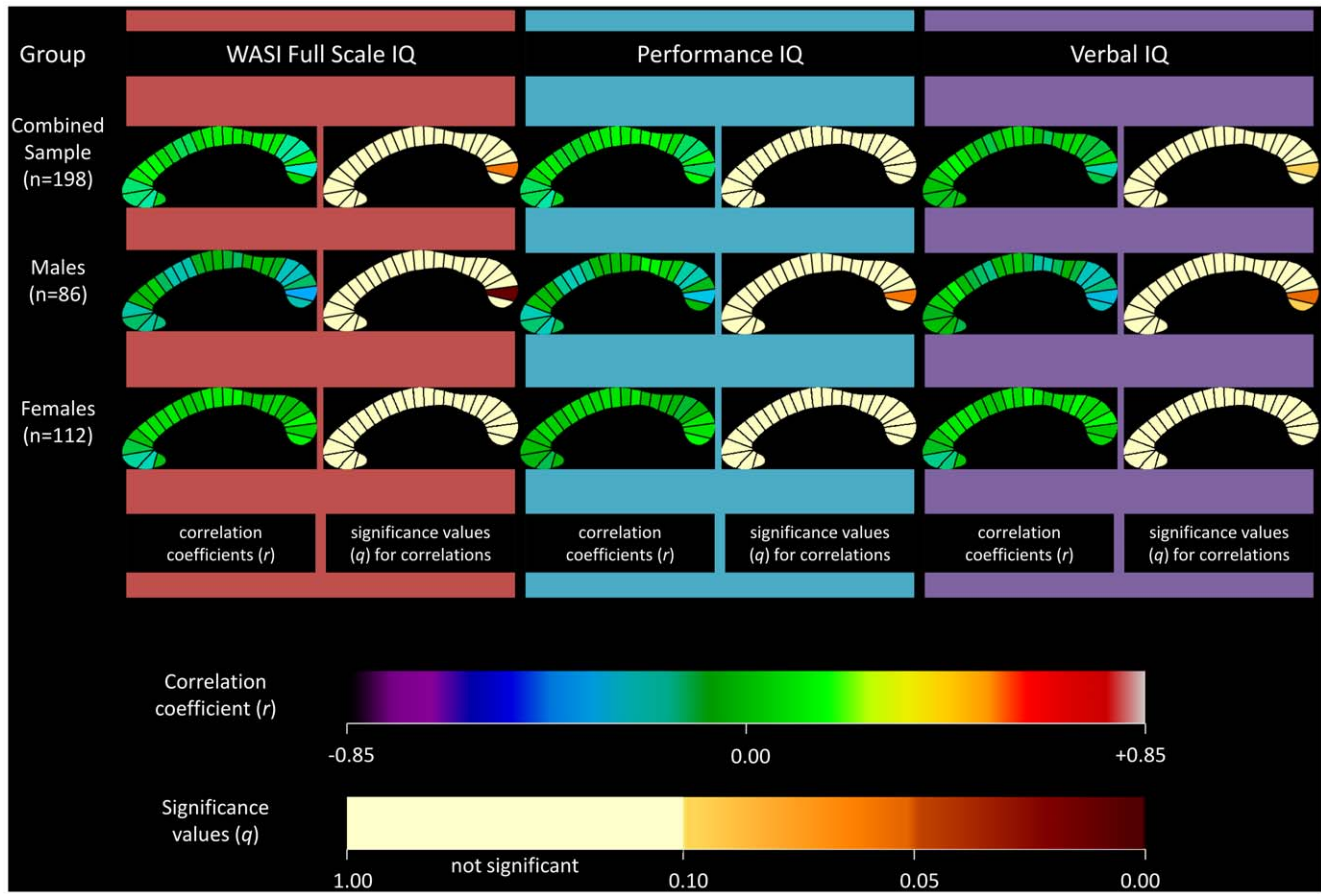 Group
WASI Full Scale IQ
Performance IQ
Verbal IQ
Combined
Sample
(n=198)
Males
(n=86)
Females
(n=112)
correlation
coefficients (r)
significance values
(q) for correlations
correlation
coefficients (r)
significance values
(q) for correlations
correlation
coefficients (r)
significance values
(q) for correlations
Correlation
coefficient (r)
-0.85
0.00
+0.85
Significance
values (q)
not significant
1.00
0.10
0.05
0.00